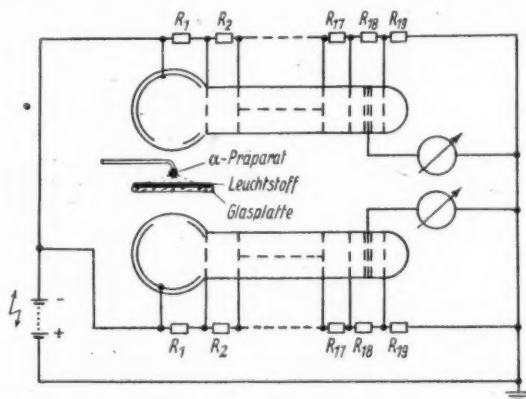 R1 R2 R17 R18 R19
α-Präparat
Leuchtstoff
Glasplatte
-
+
R1 R2 R17 R18 R19